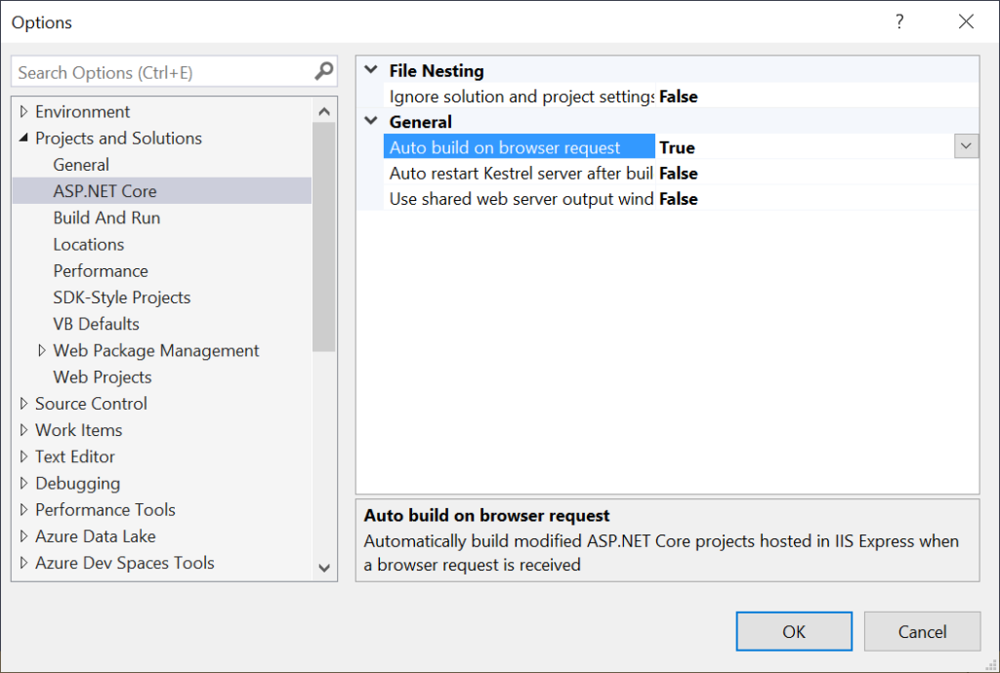 Options
?
Search Options (Ctrl+E)
Environment
Projects and Solutions
General
ASP.NET Core
Build And Run
Locations
Performance
SDK-Style Projects
VB Defaults
Web Package Management
Web Projects
Source Control
Work Items
Text Editor
Debugging
Performance Tools
Azure Data Lake
Azure Dev Spaces Tools
File Nesting
Ignore solution and project settings False
General
Auto build on browser request True
Auto restart Kestrel server after buil False
Use shared web server output wind False
Auto build on browser request
Automatically build modified ASP.NET Core projects hosted in IIS Express when
a browser request is received
OK
Cancel